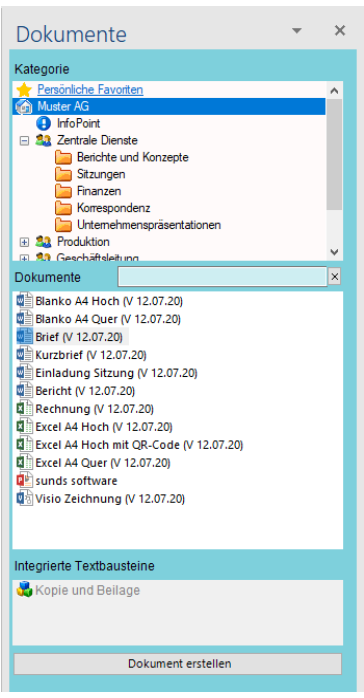 Dokumente
Kategorie
Persönliche Favoriten
Muster AG
InfoPoint
Zentrale Dienste
Berichte und Konzepte
Sitzungen
Finanzen
Korrespondenz
Unternehmenspräsentationen
Produktion
Geschäftsleitung
Dokumente
Blanko A4 Hoch (V 12.07.20)
Blanko A4 Quer (V 12.07.20)
Brief (V 12.07.20)
Kurzbrief (V 12.07.20)
Einladung Sitzung (V 12.07.20)
Bericht (V 12.07.20)
Rechnung (V 12.07.20)
Excel A4 Hoch (V 12.07.20)
Excel A4 Hoch mit QR-Code (V 12.07.20)
Excel A4 Quer (V 12.07.20)
sunds software
Visio Zeichnung (V 12.07.20)
Integrierte Textbausteine
Kopie und Beilage
Dokument erstellen